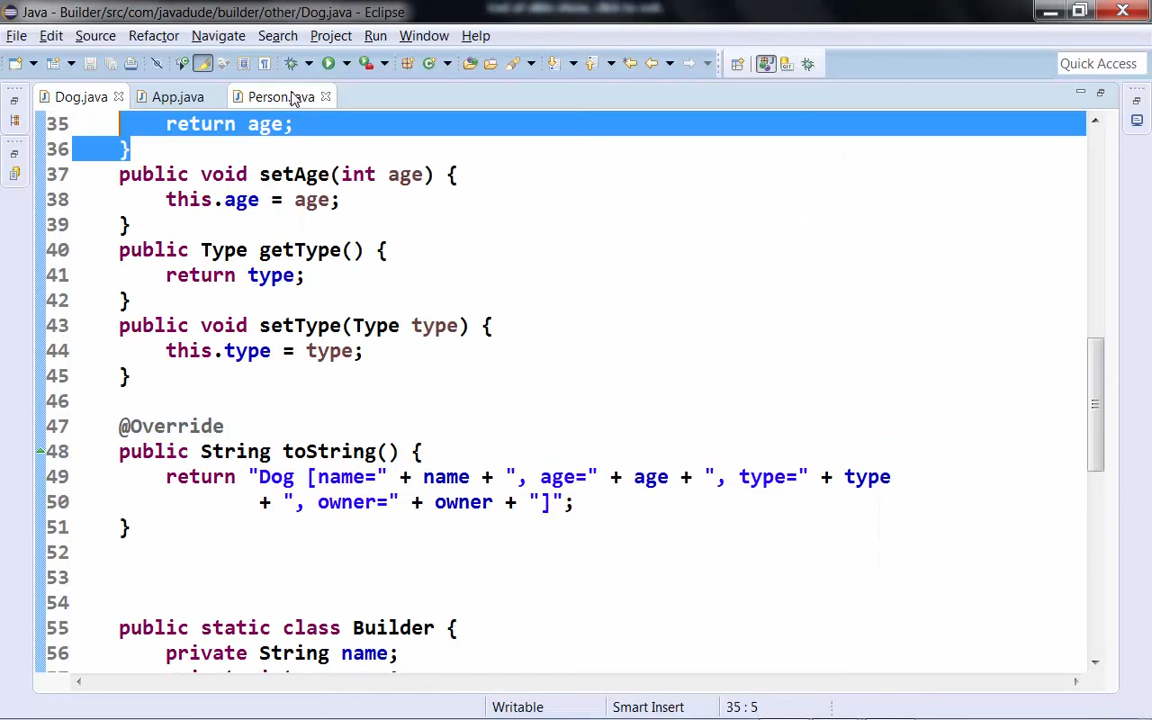 Java - Builder/src/com/javadude/builder/other/Dog.java - Eclipse
File Edit Source Refactor Navigate Search Project Run Window Help
Quick Access
Dog.java App.java Person.java
35 return age;
36 }
37 public void setAge(int age) {
38 this.age = age;
39 }
40 public Type getType() {
41 return type;
42 }
43 public void setType(Type type) {
44 this.type = type;
45 }
46
47 @Override
48 public String toString() {
49 return "Dog [name=" + name + ", age=" + age + ", type=" + type
50 + ", owner=" + owner + "]";
51 }
52
53
54
55 public static class Builder {
56 private String name;
Writable Smart Insert 35 : 5